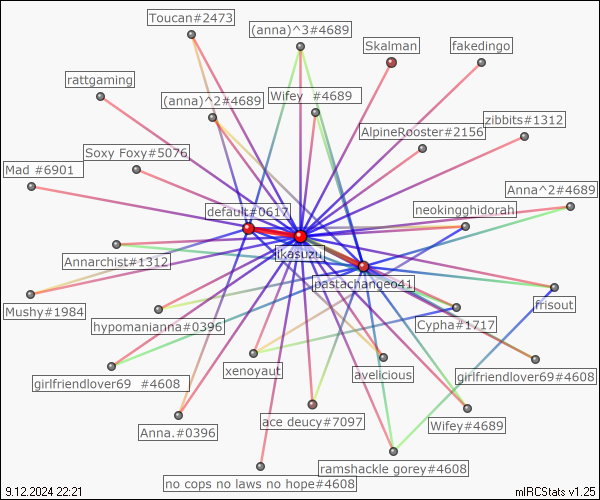 Toucan#2473
(anna)^3#4689
Skalman
fakedingo
rattgaming
(anna)^2#4689
Wifey #4689
zibbits#1312
AlpineRooster#2156
Soxy Foxy#5076
Mad #6901
Anna^2#4689
default#0617
neokingghidorah
ikasuzu
Annarchist#1312
pastachangeo41
frisout
Mushy#1984
hypomanianna#0396
Cypha#1717
xenoyaut
avelicious
girlfriendlover69#4608
girlfriendlover69 #4608
Anna.#0396
ace deucy#7097
Wifey#4689
ramshackle gorey#4608
no cops no laws no hope#4608
9.12.2024 22:21
mIRCStats v1.25